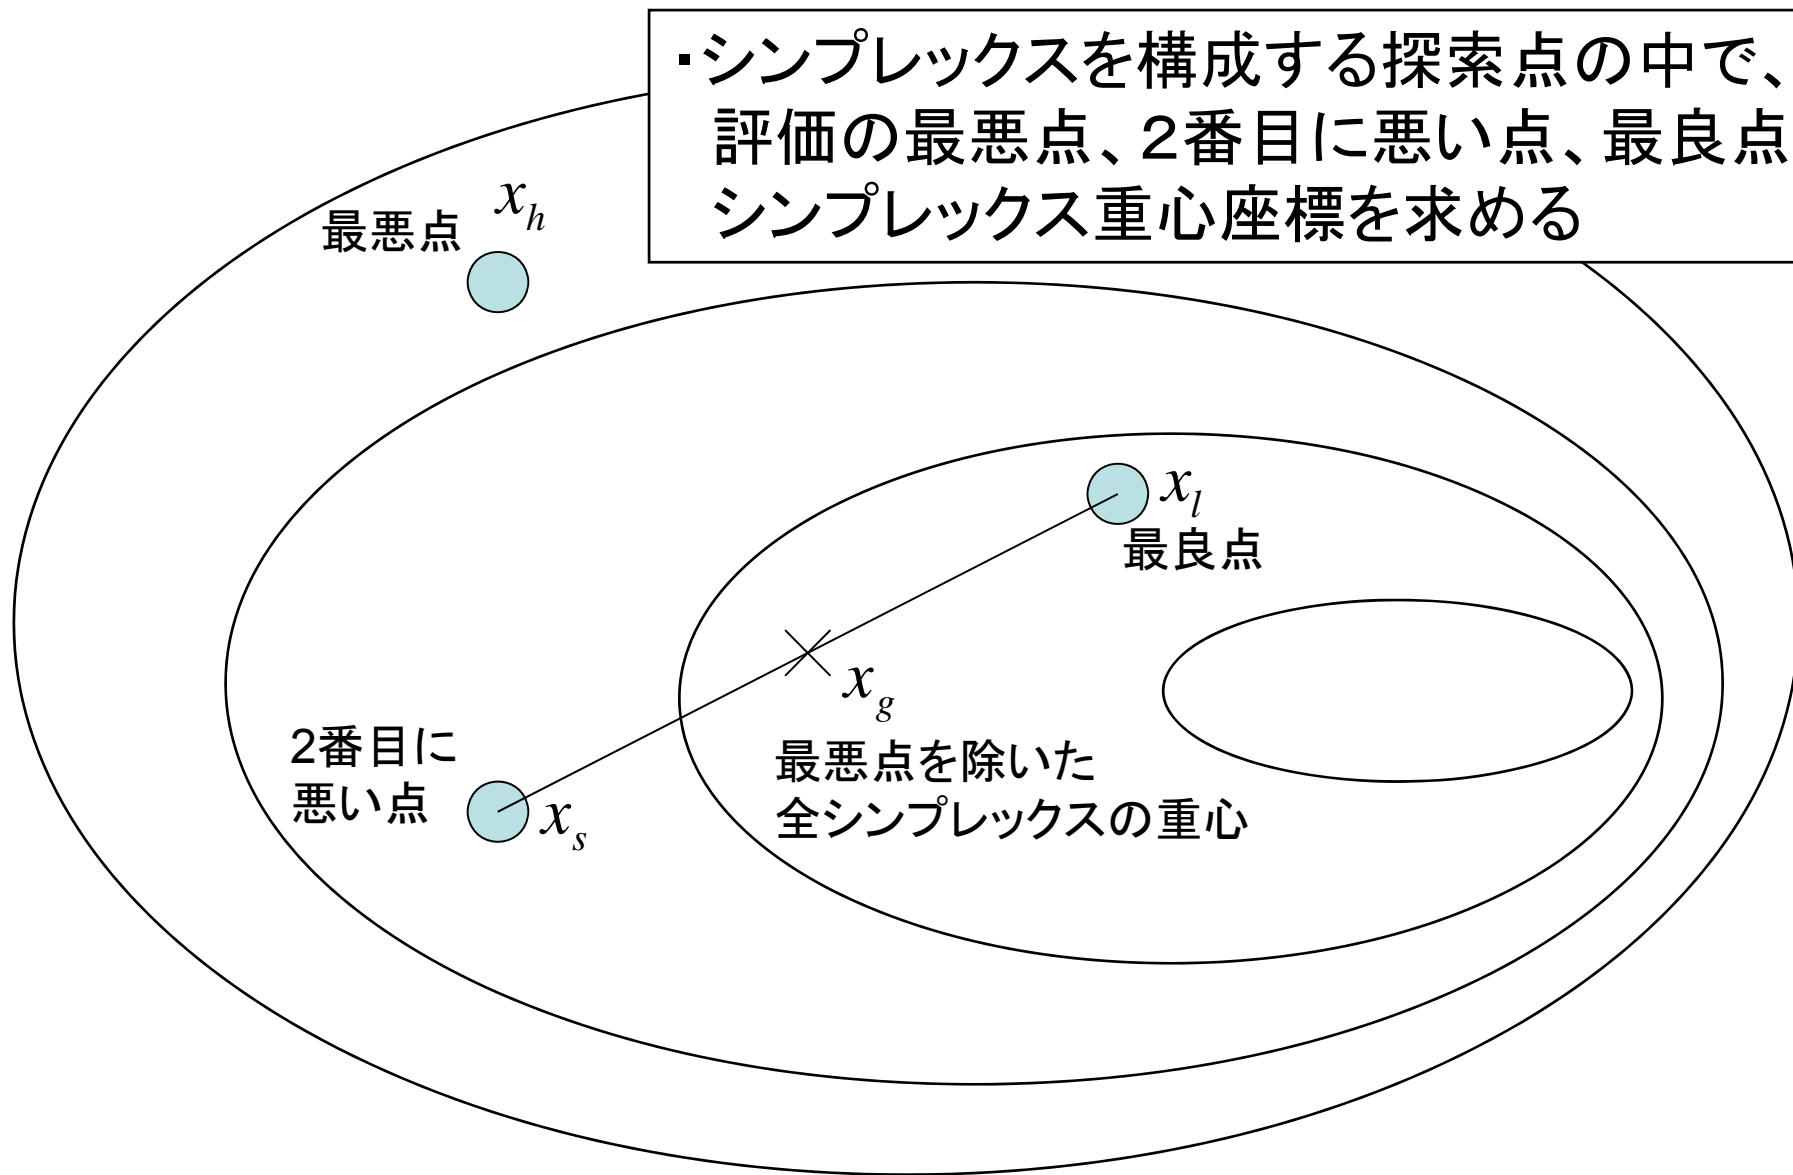 ・シンプレックスを構成する探索点の中で、
評価の最悪点、2番目に悪い点、最良点
シンプレックス重心座標を求める
最悪点
x_h
x_l
最良点
x_g
最悪点を除いた
全シンプレックスの重心
2番目に
悪い点
x_s